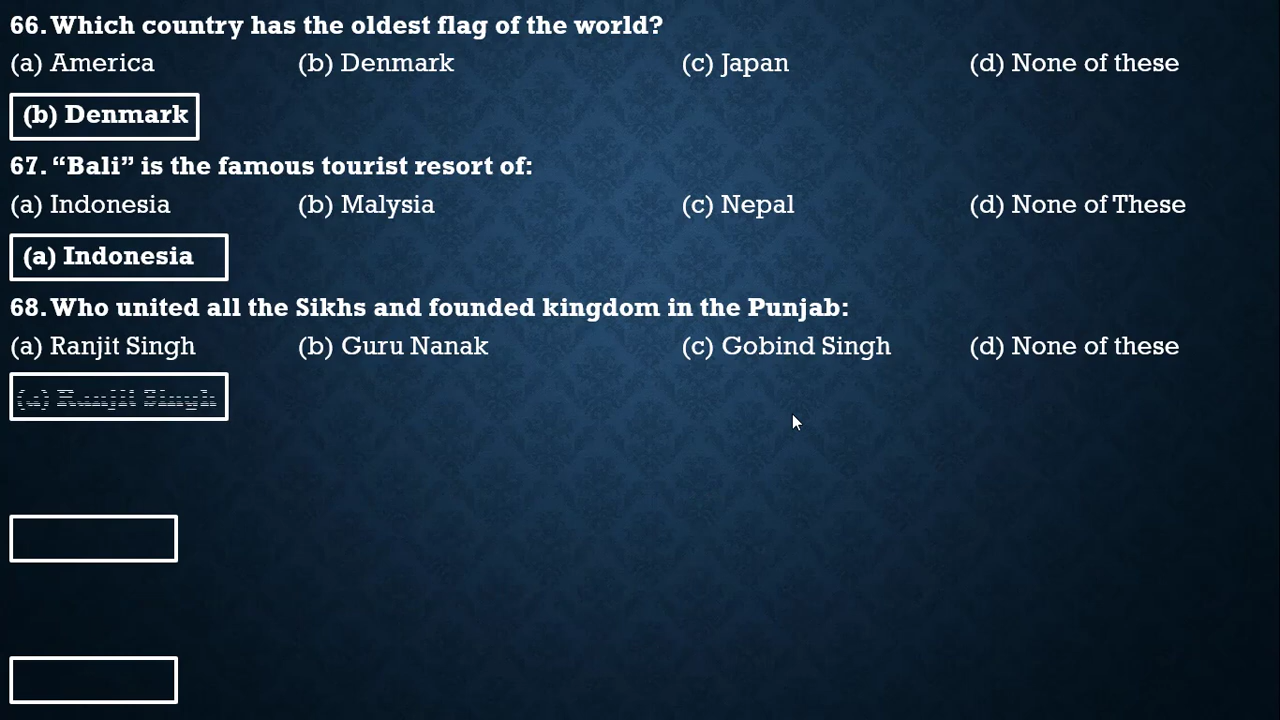 66. Which country has the oldest flag of the world?
(a) America (b) Denmark (c) Japan (d) None of these
(b) Denmark
67. “Bali” is the famous tourist resort of:
(a) Indonesia (b) Malysia (c) Nepal (d) None of These
(a) Indonesia
68. Who united all the Sikhs and founded kingdom in the Punjab:
(a) Ranjit Singh (b) Guru Nanak (c) Gobind Singh (d) None of these
(a) Ranjit Singh